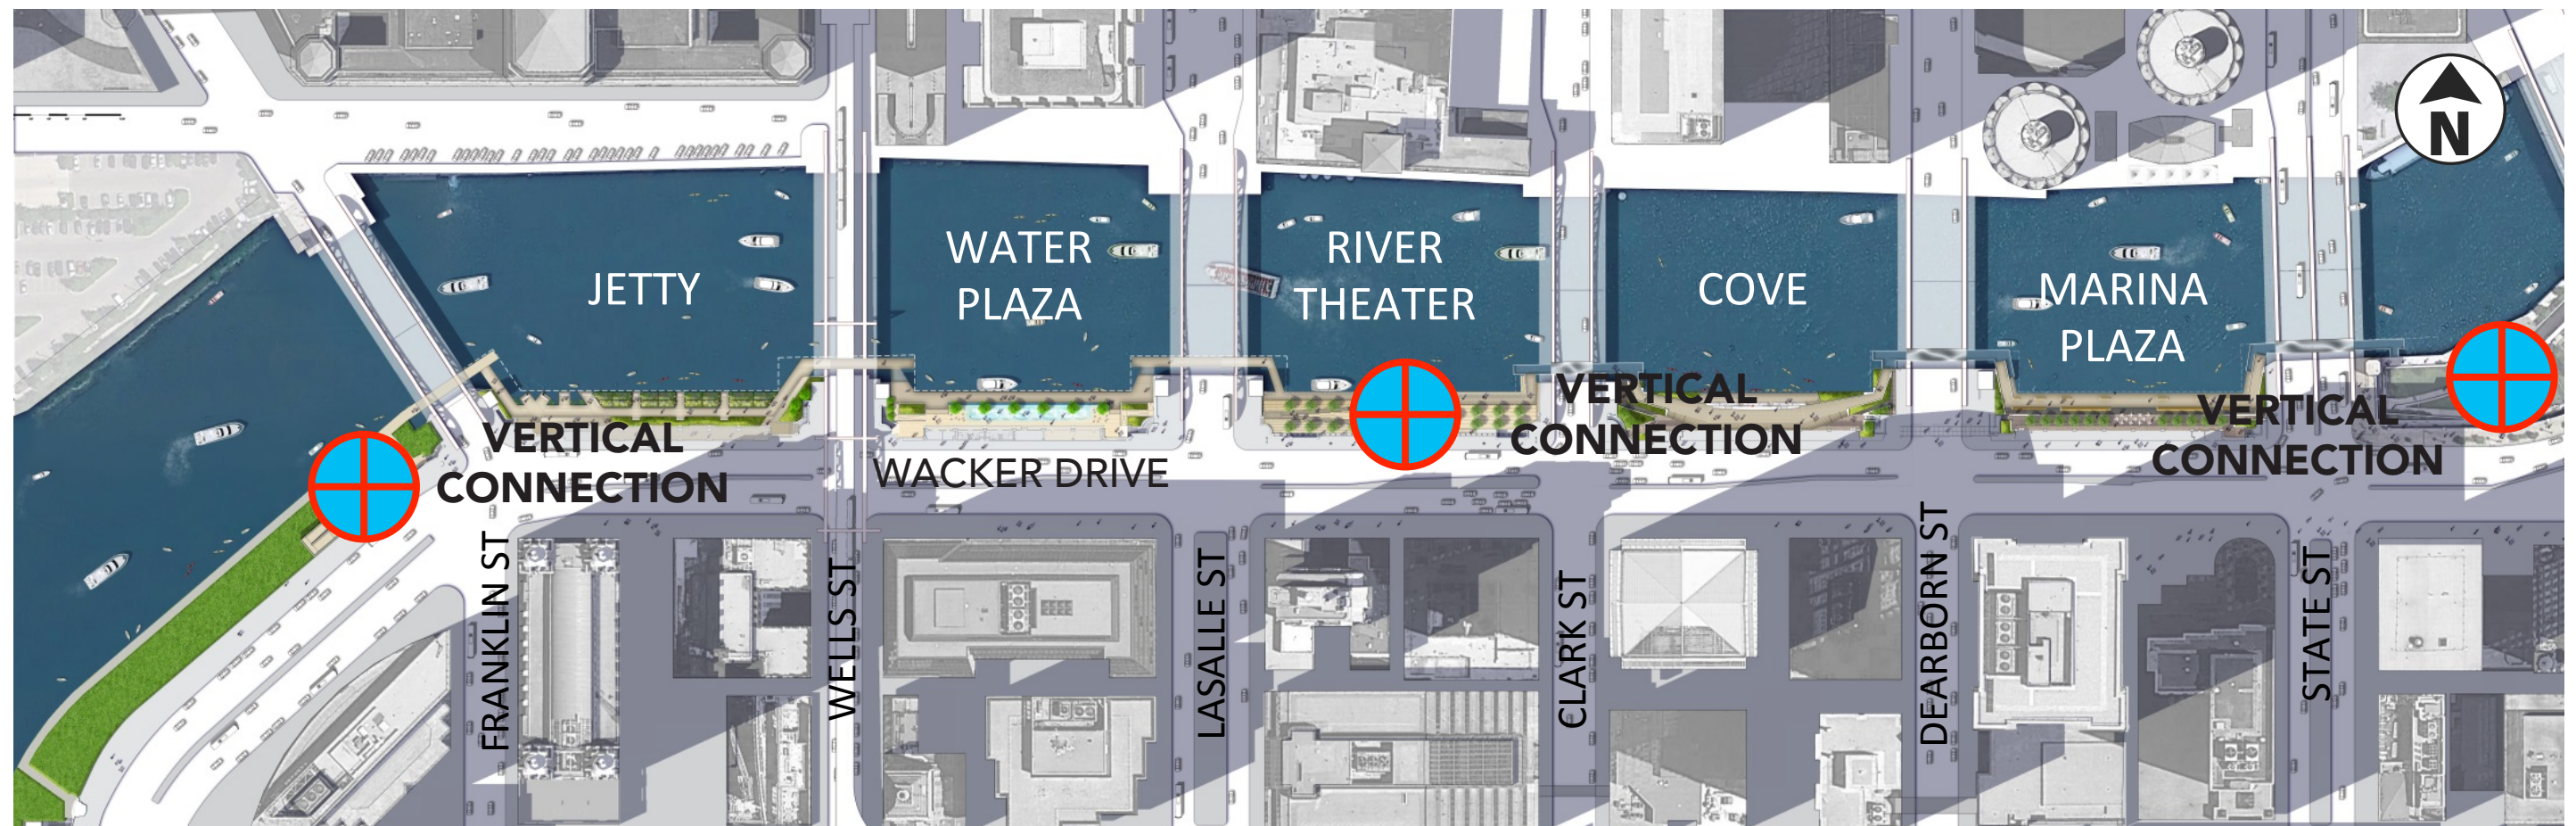 N
JETTY
WATER
PLAZA
RIVER
THEATER
COVE
MARINA
PLAZA
VERTICAL
CONNECTION
WACKER DRIVE
VERTICAL
CONNECTION
VERTICAL
CONNECTION
FRANKLIN ST
WELLS ST
LASALLE ST
CLARK ST
DEARBORN ST
STATE ST